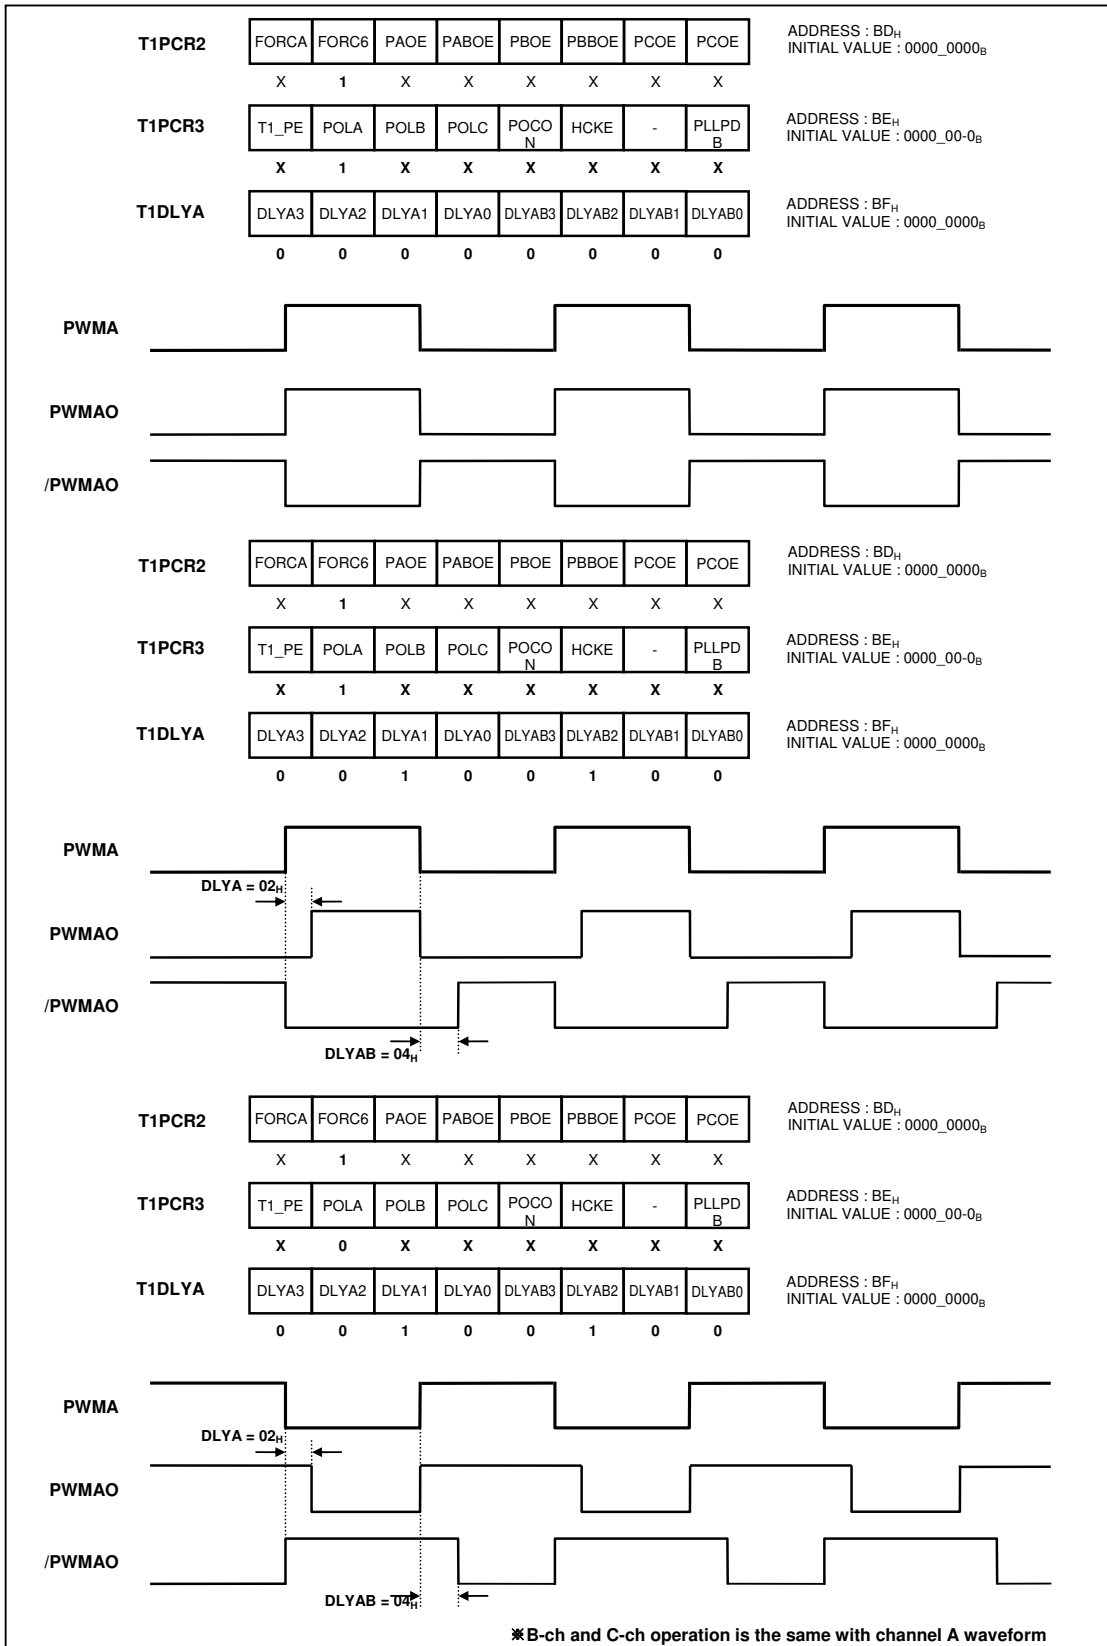 T1PCR2 FORCA FORC6 PAOE PABOE PBOE PBBOE PCOE PCOE ADDRESS : BDH
INITIAL VALUE : 0000_0000B
X 1 X X X X X X
T1PCR3 T1_PE POLA POLB POLC POCO
N HCKE - PLLPD
B ADDRESS : BEH
INITIAL VALUE : 0000_00-0B
X 1 X X X X X X
T1DLYA DLYA3 DLYA2 DLYA1 DLYA0 DLYAB3 DLYAB2 DLYAB1 DLYAB0 ADDRESS : BFH
INITIAL VALUE : 0000_0000B
0 0 0 0 0 0 0 0
PWMA
PWMAO
/PWMAO
T1PCR2 FORCA FORC6 PAOE PABOE PBOE PBBOE PCOE PCOE ADDRESS : BDH
INITIAL VALUE : 0000_0000B
X 1 X X X X X X
T1PCR3 T1_PE POLA POLB POLC POCO
N HCKE - PLLPD
B ADDRESS : BEH
INITIAL VALUE : 0000_00-0B
X 1 X X X X X X
T1DLYA DLYA3 DLYA2 DLYA1 DLYA0 DLYAB3 DLYAB2 DLYAB1 DLYAB0 ADDRESS : BFH
INITIAL VALUE : 0000_0000B
0 0 1 0 0 1 0 0
PWMA
DLYA = 02H
PWMAO
/PWMAO
DLYAB = 04H
T1PCR2 FORCA FORC6 PAOE PABOE PBOE PBBOE PCOE PCOE ADDRESS : BDH
INITIAL VALUE : 0000_0000B
X 1 X X X X X X
T1PCR3 T1_PE POLA POLB POLC POCO
N HCKE - PLLPD
B ADDRESS : BEH
INITIAL VALUE : 0000_00-0B
X 0 X X X X X X
T1DLYA DLYA3 DLYA2 DLYA1 DLYA0 DLYAB3 DLYAB2 DLYAB1 DLYAB0 ADDRESS : BFH
INITIAL VALUE : 0000_0000B
0 0 1 0 0 1 0 0
PWMA
DLYA = 02H
PWMAO
/PWMAO
DLYAB = 04H
※B-ch and C-ch operation is the same with channel A waveform